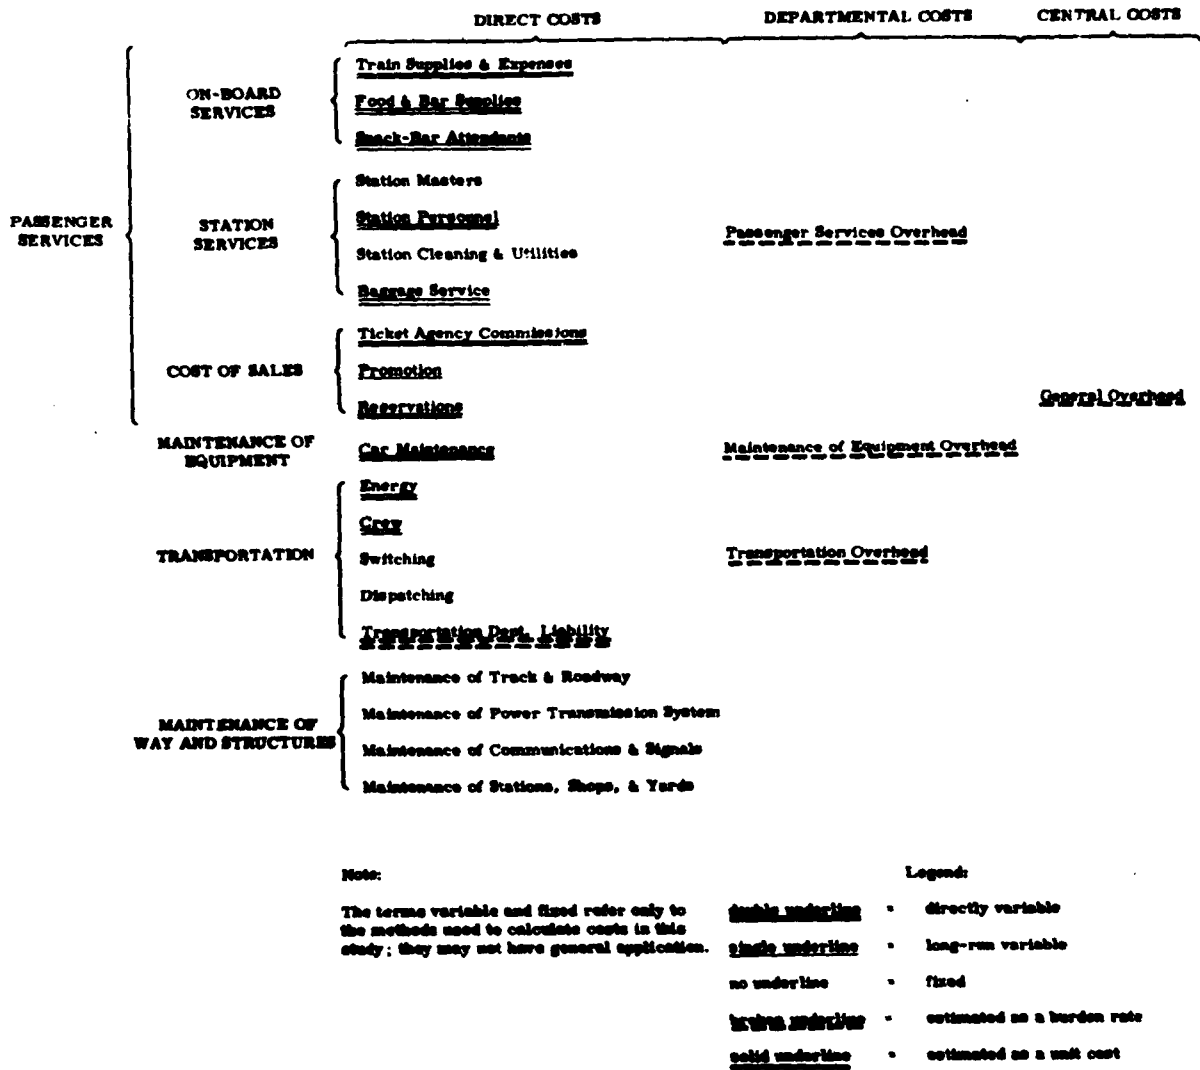 DIRECT COSTS
DEPARTMENTAL COSTS
CENTRAL COSTS
PASSENGER
SERVICES
ON-BOARD
SERVICES
Train Supplies & Expenses
Food & Bar Supplies
Snack-Bar Attendants
STATION
SERVICES
Station Masters
Station Personnel
Station Cleaning & Utilities
Baggage Service
Passenger Services Overhead
COST OF SALES
Ticket Agency Commissions
Promotion
Reservations
General Overhead
MAINTENANCE OF
EQUIPMENT
Car Maintenance
Maintenance of Equipment Overhead
TRANSPORTATION
Energy
Crew
Switching
Dispatching
Transportation Dept. Liability
Transportation Overhead
MAINTENANCE OF
WAY AND STRUCTURES
Maintenance of Track & Roadway
Maintenance of Power Transmission System
Maintenance of Communications & Signals
Maintenance of Stations, Shops, & Yards
Note:
The terms variable and fixed refer only to
the methods used to calculate costs in this
study; they may not have general application.
Legend:
double underline = directly variable
single underline = long-run variable
no underline = fixed
broken underline = estimated as a burden rate
solid underline = estimated as a unit cost